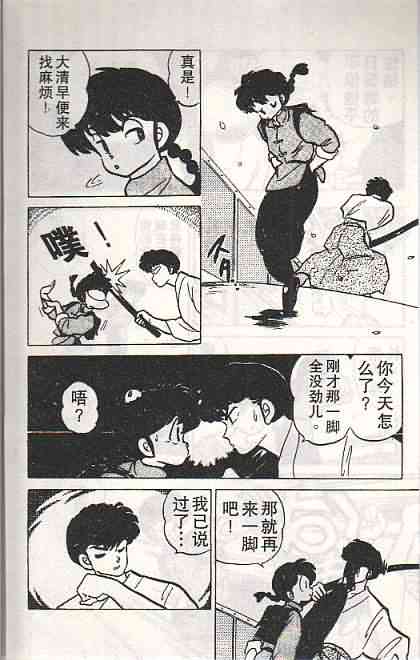 真是！
大清早便来
找麻烦！
噗！
你今天怎
么了？
刚才那一脚
全没劲儿。
唔？
那就再
来一脚
吧！
我已说
过了…